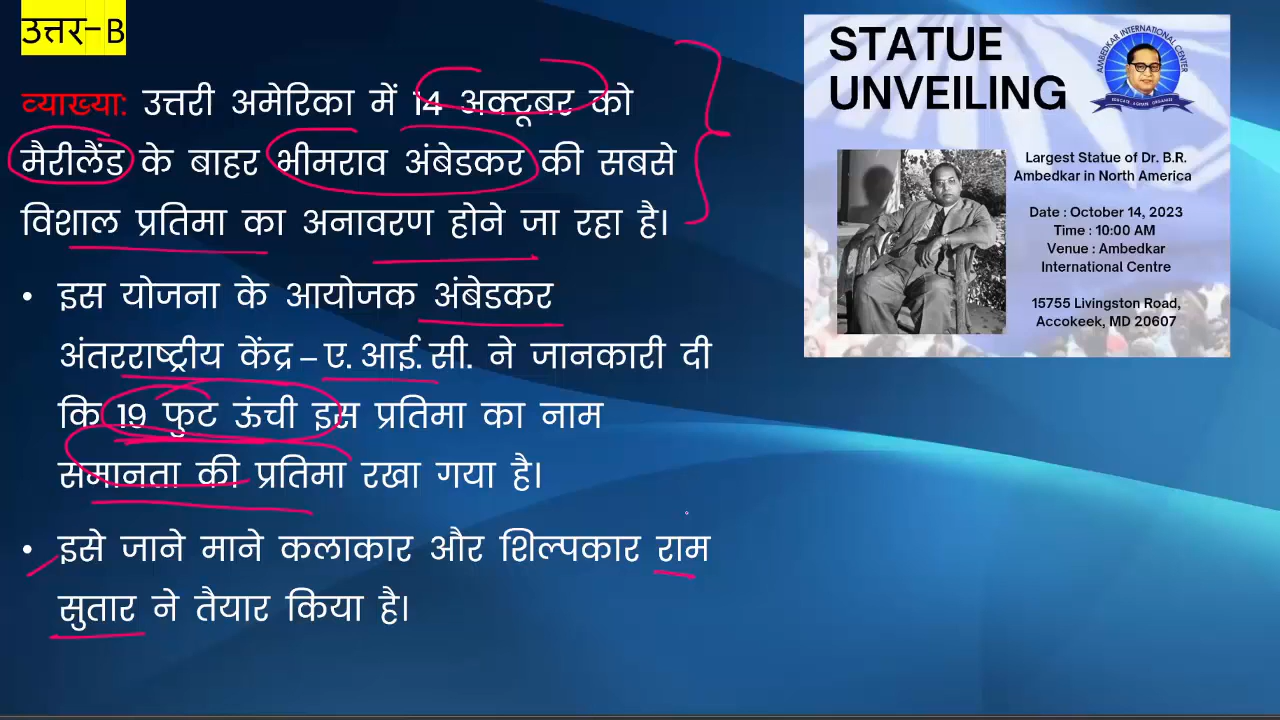 उत्तर-B
व्याख्या: उत्तरी अमेरिका में 14 अक्टूबर को
मैरीलैंड के बाहर भीमराव अंबेडकर की सबसे
विशाल प्रतिमा का अनावरण होने जा रहा है।
• इस योजना के आयोजक अंबेडकर
अंतरराष्ट्रीय केंद्र – ए. आई. सी. ने जानकारी दी
कि 19 फुट ऊंची इस प्रतिमा का नाम
समानता की प्रतिमा रखा गया है।
• इसे जाने माने कलाकार और शिल्पकार राम
सुतार ने तैयार किया है।
STATUE
UNVEILING
AMBEDKAR INTERNATIONAL CENTER
EDUCATE AGITATE ORGANISE
Largest Statue of Dr. B.R.
Ambedkar in North America
Date : October 14, 2023
Time : 10:00 AM
Venue : Ambedkar
International Centre
15755 Livingston Road,
Accokeek, MD 20607